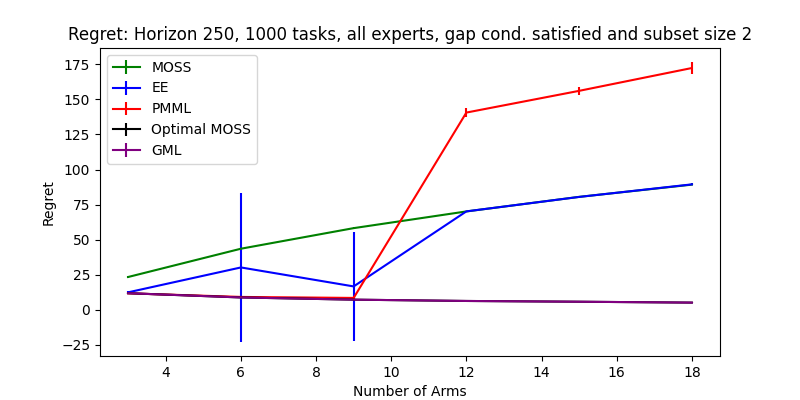 Regret: Horizon 250, 1000 tasks, all experts, gap cond. satisfied and subset size 2
MOSS
EE
PMML
Optimal MOSS
GML
Regret
175
150
125
100
75
50
25
0
−25
4
6
8
10
12
14
16
18
Number of Arms